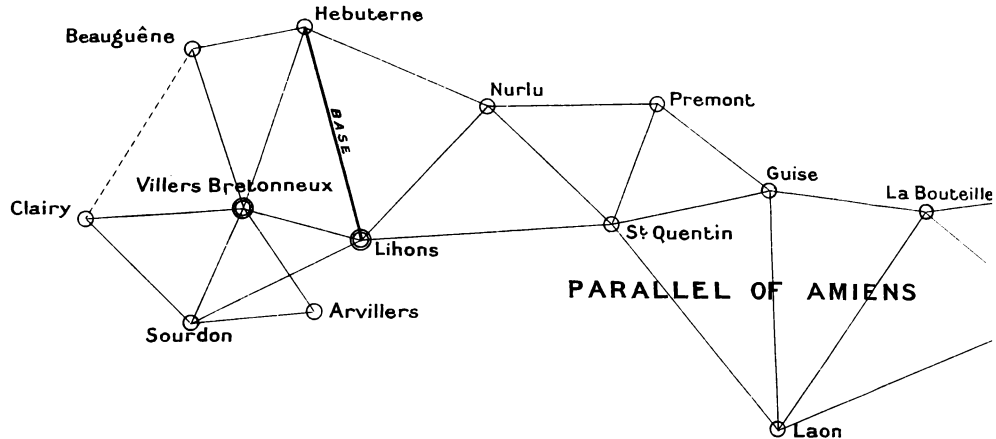 Hebuterne
Beauguêne
BASE
Nurlu
Premont
Villers Bretonneux
Guise
La Bouteille
Clairy
Lihons
St Quentin
PARALLEL OF AMIENS
Arvillers
Sourdon
Laon